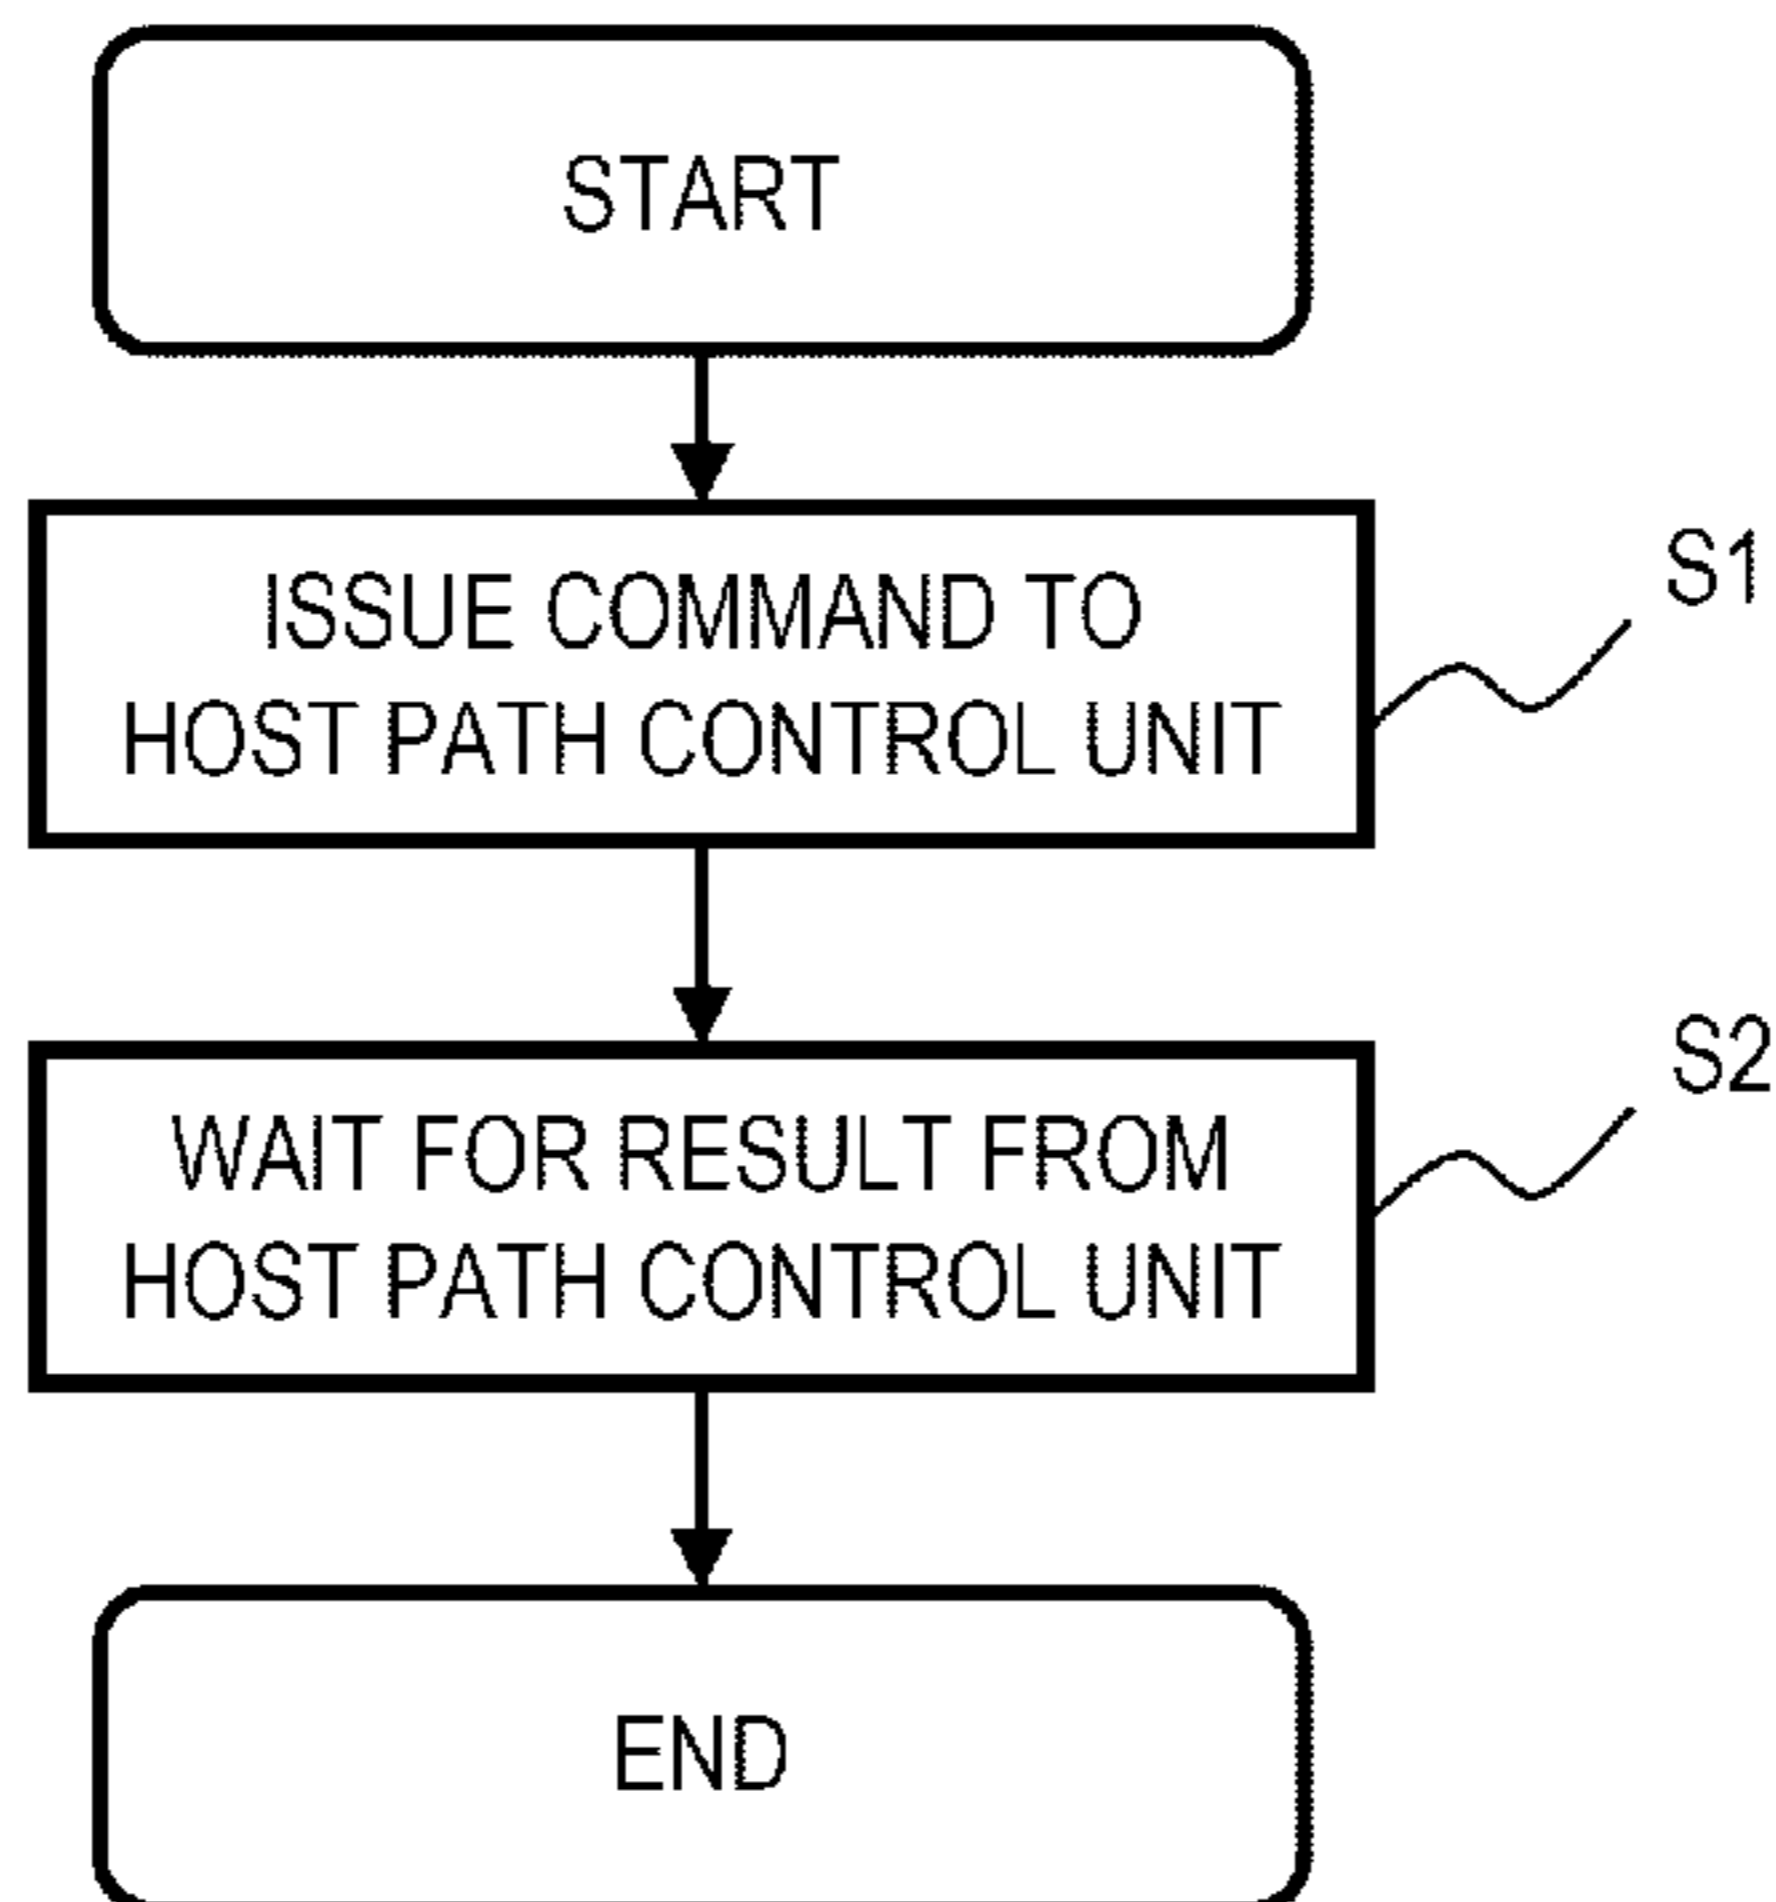 START
ISSUE COMMAND TO
HOST PATH CONTROL UNIT
S1
WAIT FOR RESULT FROM
HOST PATH CONTROL UNIT
S2
END